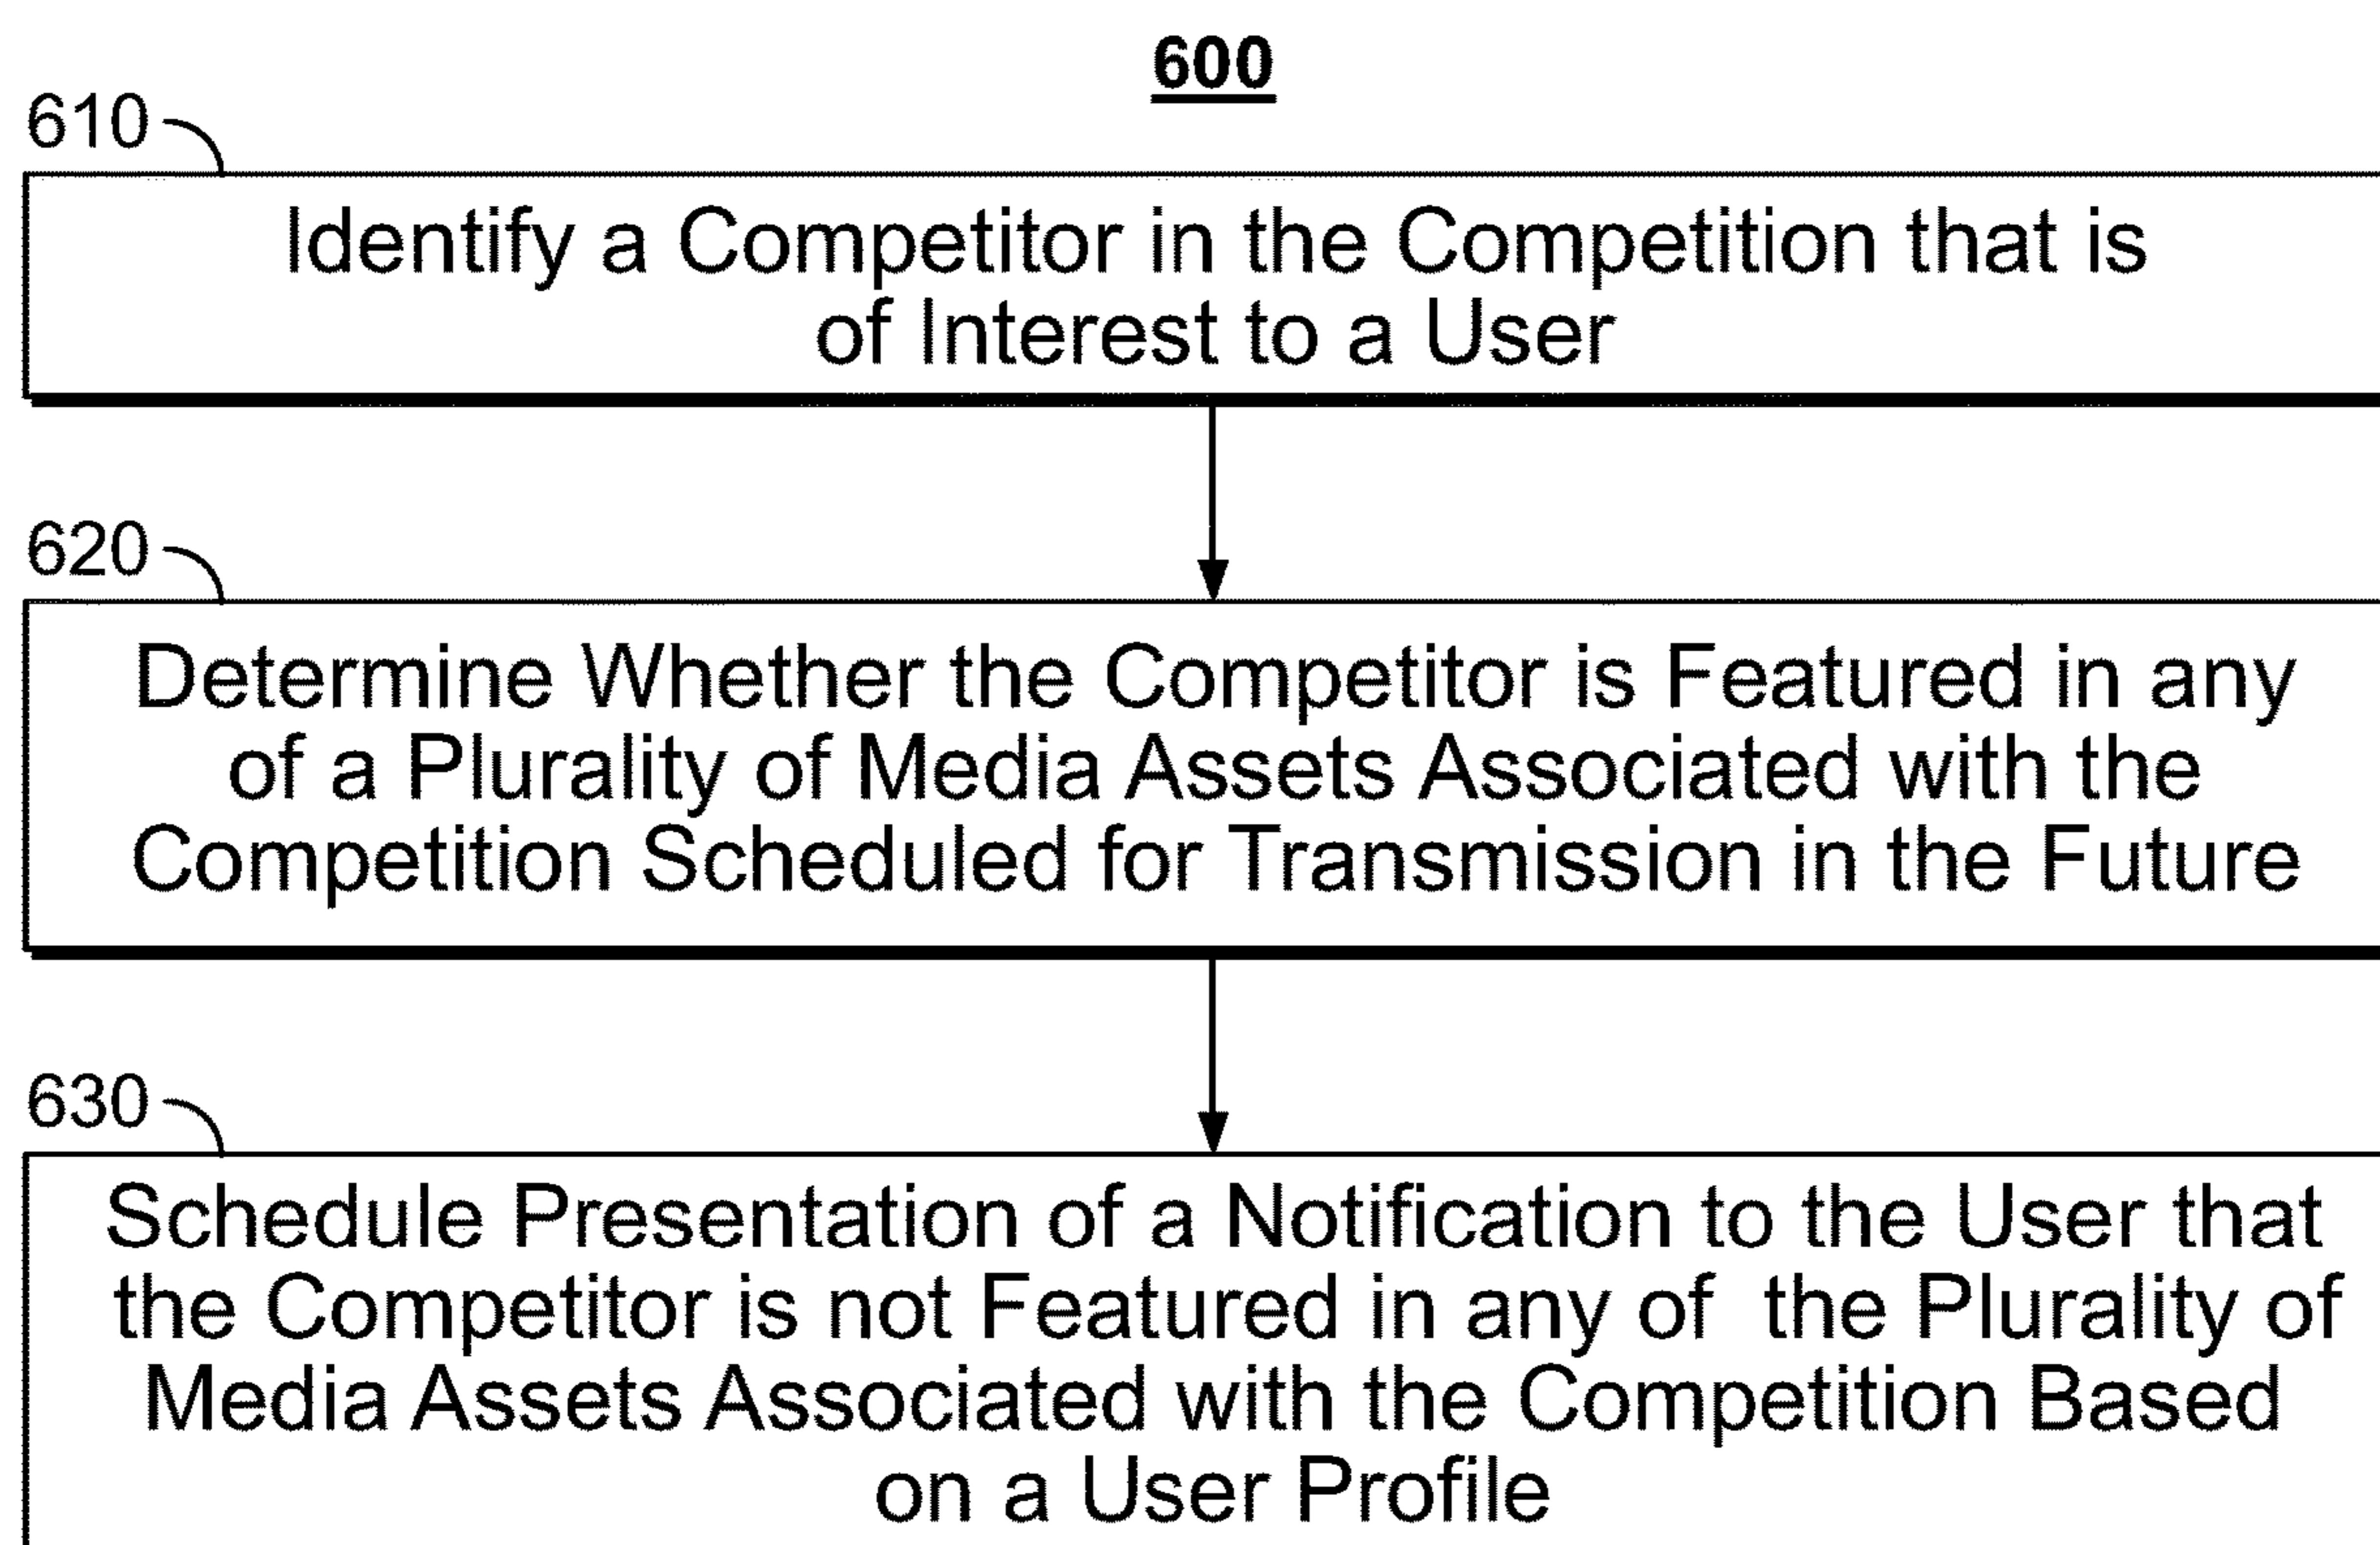 600
610
Identify a Competitor in the Competition that is
of Interest to a User
620
Determine Whether the Competitor is Featured in any
of a Plurality of Media Assets Associated with the
Competition Scheduled for Transmission in the Future
630
Schedule Presentation of a Notification to the User that
the Competitor is not Featured in any of the Plurality of
Media Assets Associated with the Competition Based
on a User Profile